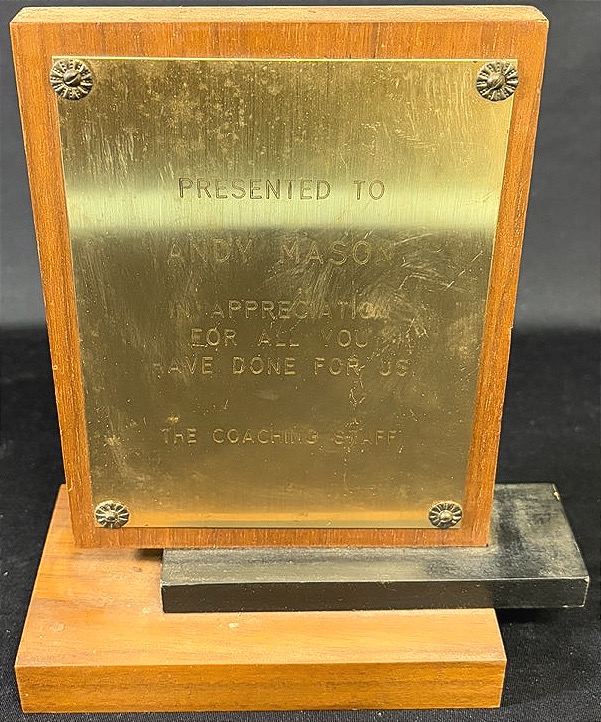 PRESENTED TO
ANDY MASON
IN APPRECIATION
FOR ALL YOU
HAVE DONE FOR US.
THE COACHING STAFF